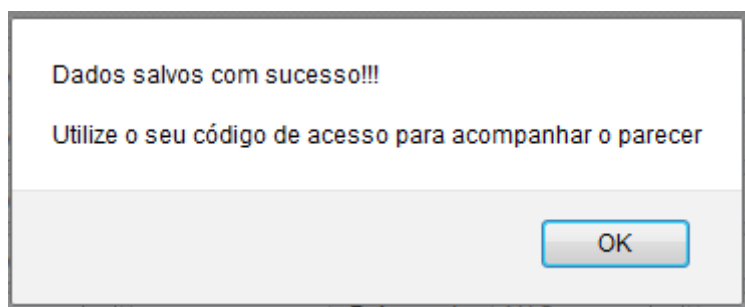 Dados salvos com sucesso!!!
Utilize o seu código de acesso para acompanhar o parecer
OK